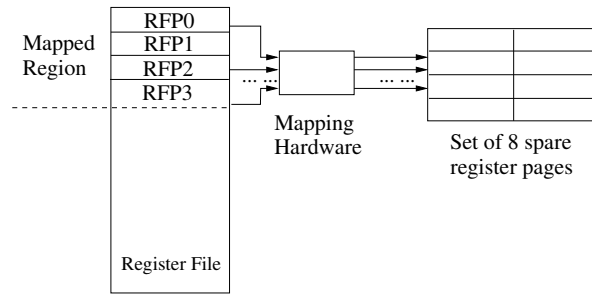 RFP0
RFP1
RFP2
RFP3
Mapped
Region
... ...
... ...
Mapping
Hardware
Set of 8 spare
register pages
Register File